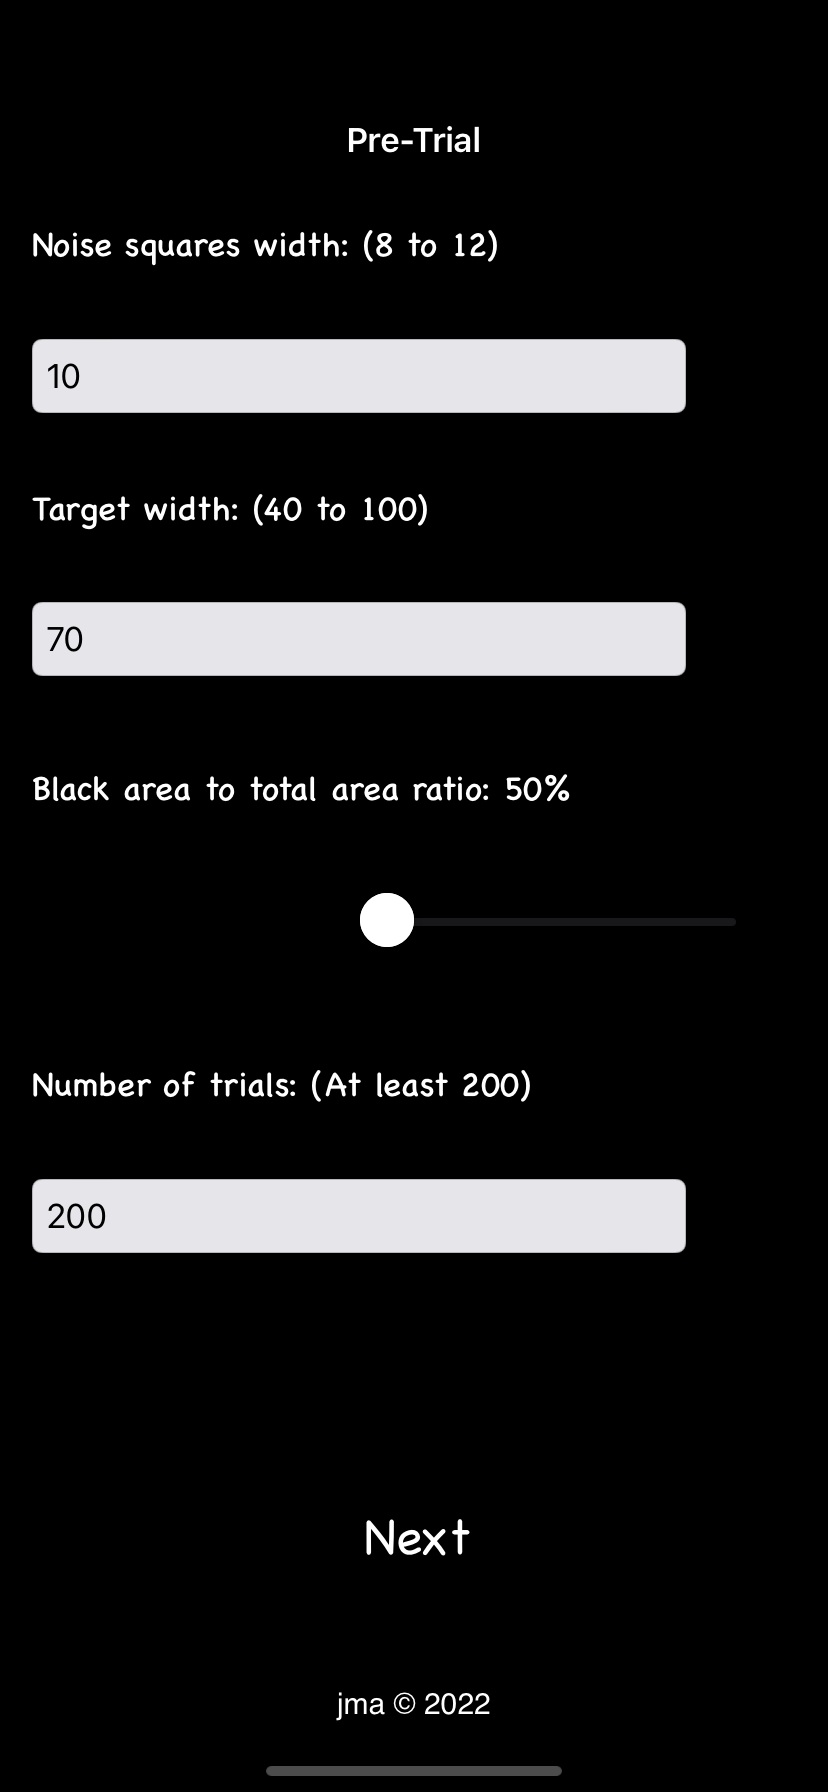 Pre-Trial
Noise squares width: (8 to 12)
10
Target width: (40 to 100)
70
Black area to total area ratio: 50%
Number of trials: (At least 200)
200
Next
jma © 2022